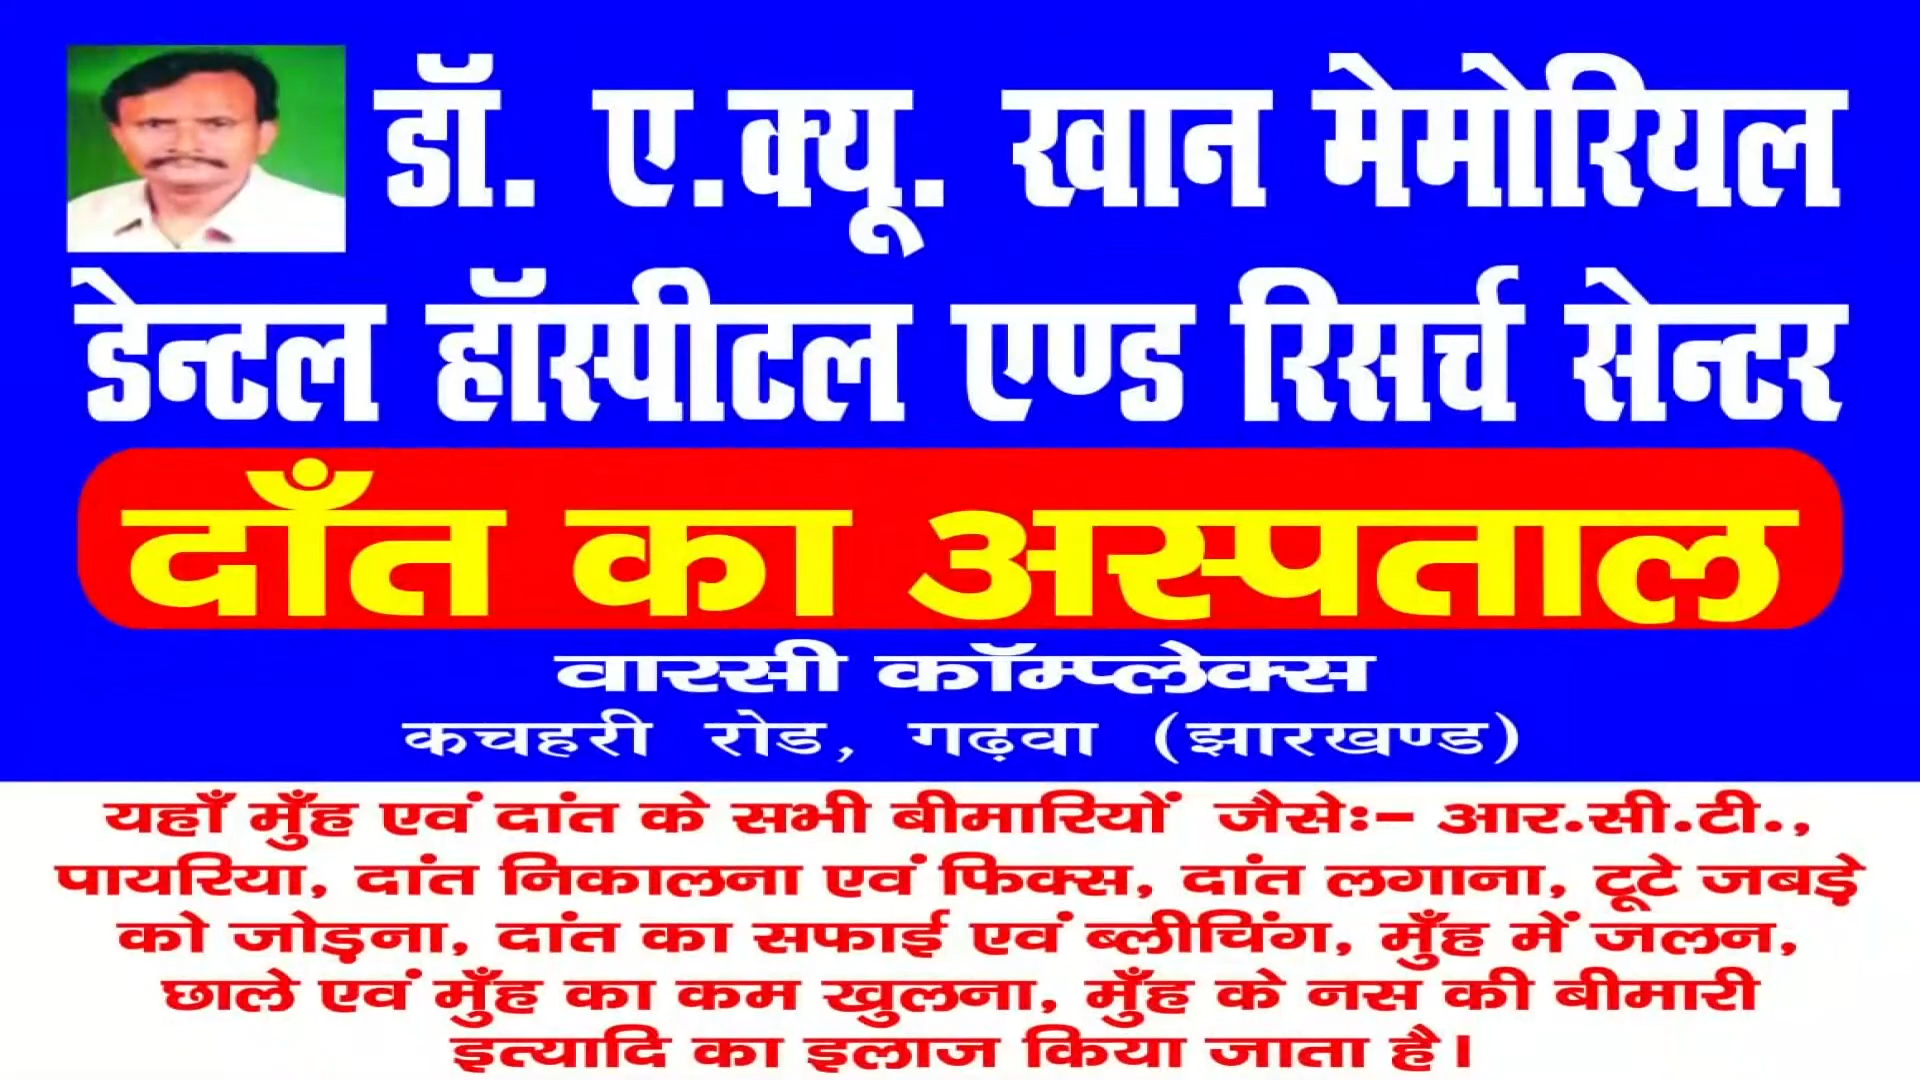 डॉ. ए.क्यू. खान मेमोरियल
डेन्टल हॉस्पीटल एण्ड रिसर्च सेन्टर
दाँत का अस्पताल
वारसी कॉम्प्लेक्स
कचहरी रोड, गढ़वा (झारखण्ड)
यहाँ मुँह एवं दांत के सभी बीमारियों जैसेः- आर.सी.टी.,
पायरिया, दांत निकालना एवं फिक्स, दांत लगाना, टूटे जबड़े
को जोड़ना, दांत का सफाई एवं ब्लीचिंग, मुँह में जलन,
छाले एवं मुँह का कम खुलना, मुँह के नस की बीमारी
इत्यादि का इलाज किया जाता है।